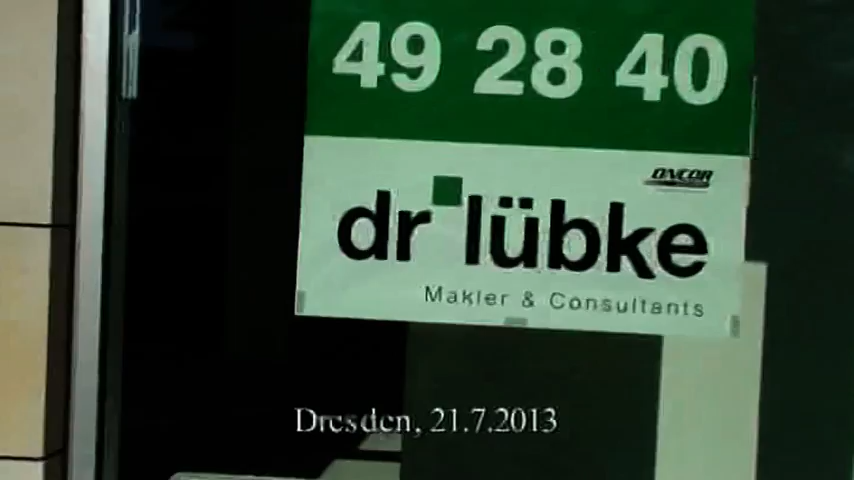 49 28 40
ONCOR
dr lübke
Makler & Consultants
Dresden, 21.7.2013